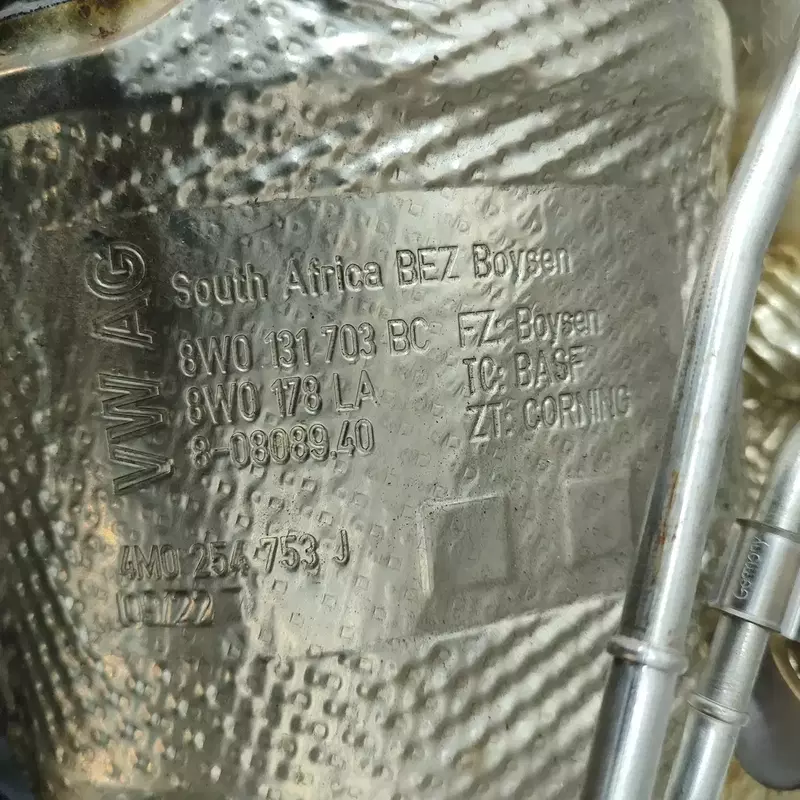 VW AG
South Africa BEZ Boysen
8W0 131 703 BC FZ: Boysen
8W0 178 LA TC: BASF
8-08089.40 ZT: CORNING
4M0 254 753 J
Germany